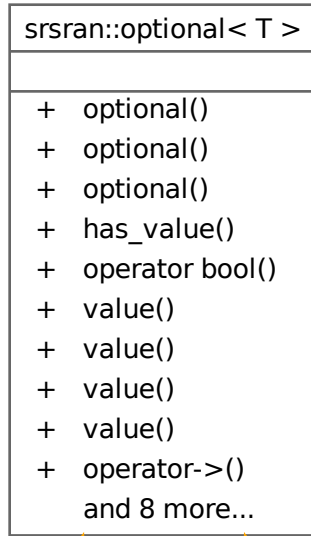 srsran::optional< T >
+ optional()
+ optional()
+ optional()
+ has_value()
+ operator bool()
+ value()
+ value()
+ value()
+ value()
+ operator->()
and 8 more...